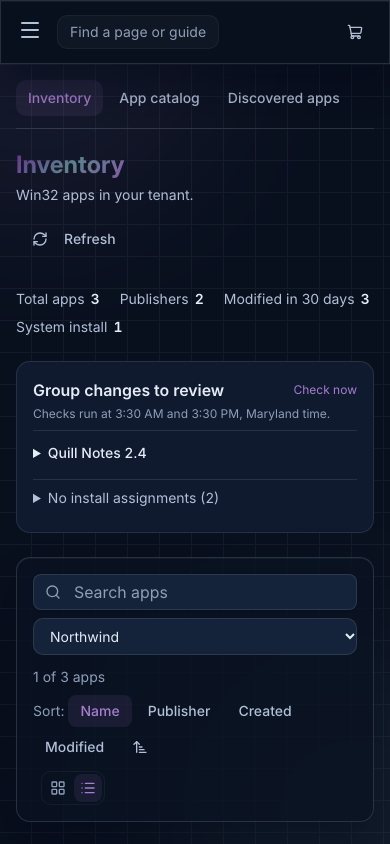 Find a page or guide
Inventory App catalog Discovered apps
Inventory
Win32 apps in your tenant.
Refresh
Total apps 3 Publishers 2 Modified in 30 days 3
System install 1
Group changes to review Check now
Checks run at 3:30 AM and 3:30 PM, Maryland time.
Quill Notes 2.4
No install assignments (2)
Search apps
Northwind
1 of 3 apps
Sort: Name Publisher Created
Modified